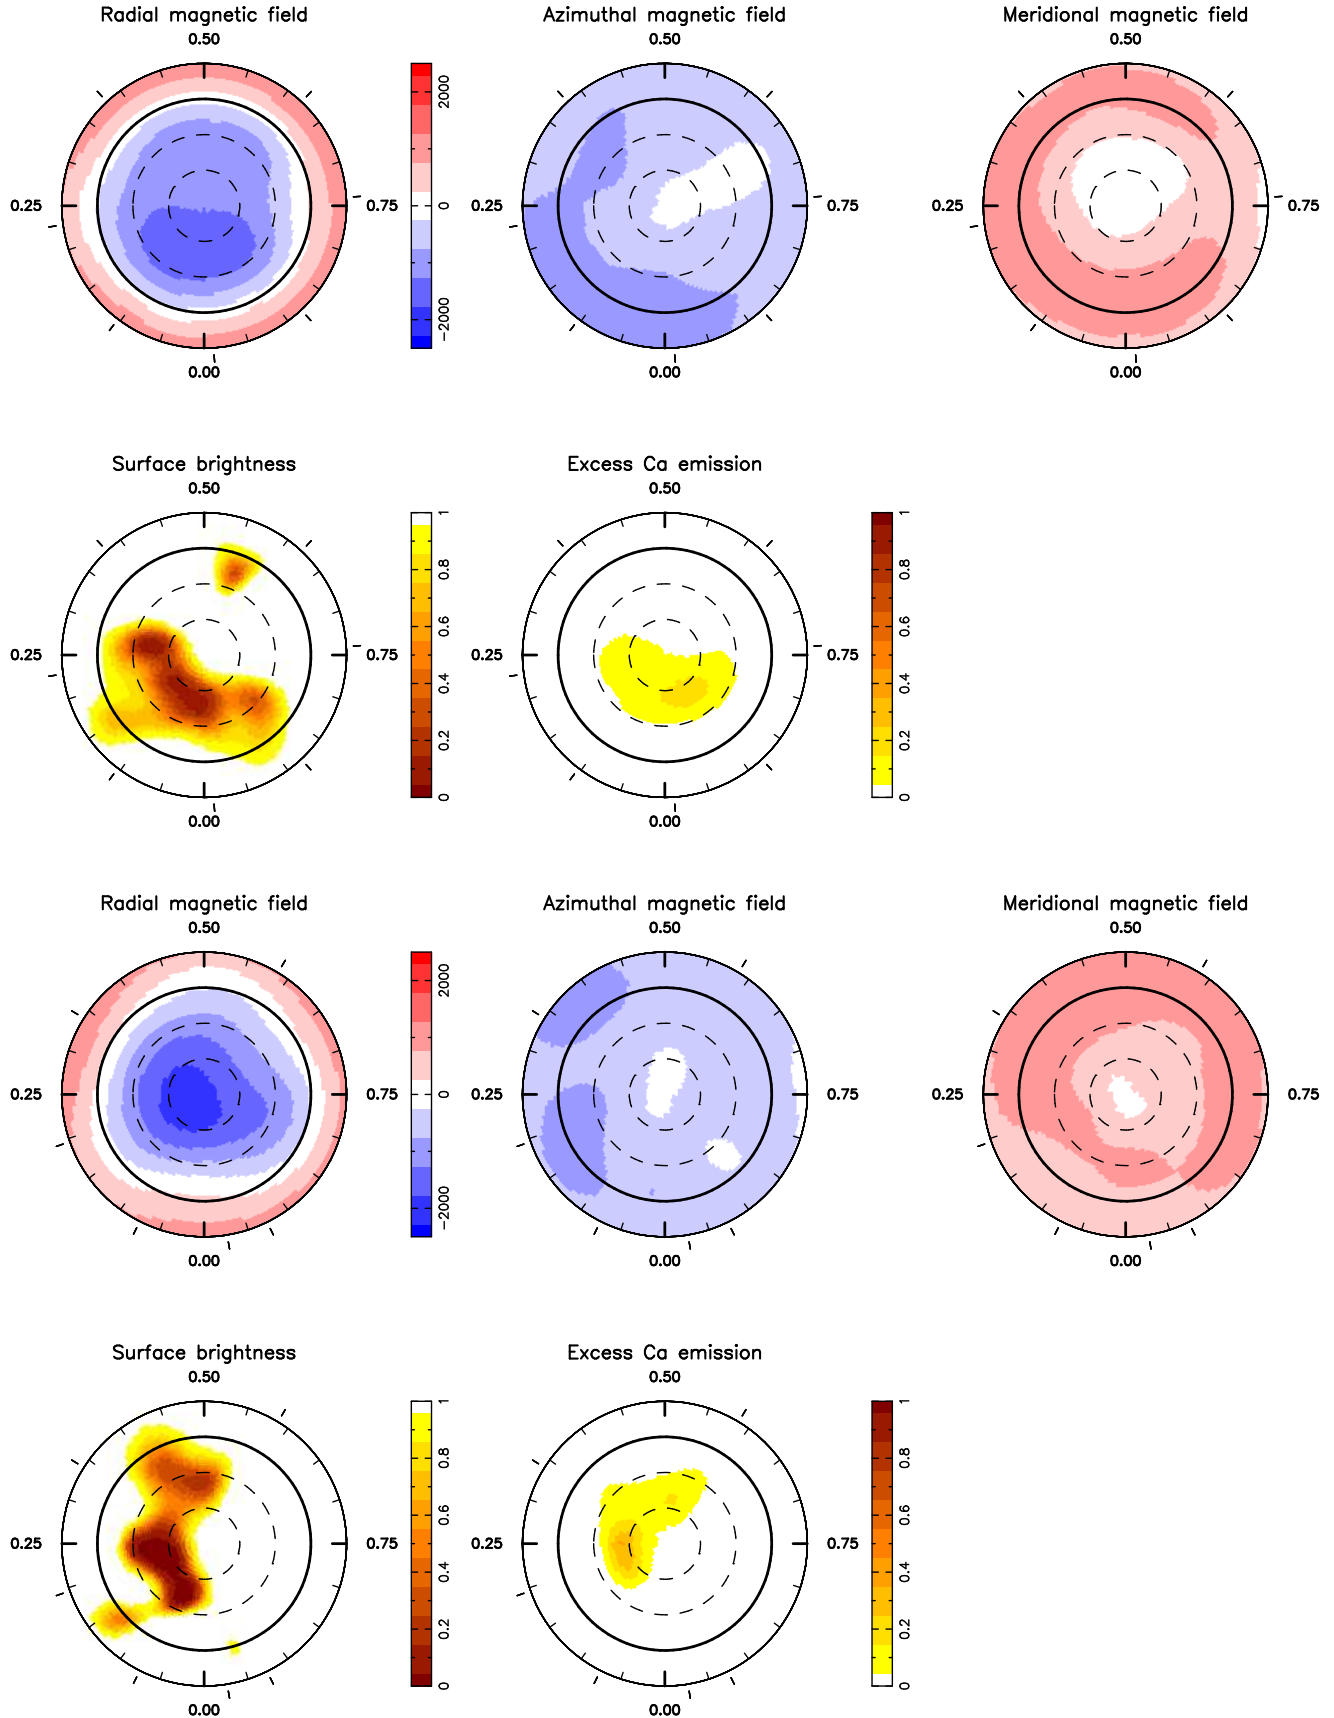 Radial magnetic field Azimuthal magnetic field Meridional magnetic field
0.50 0.50 0.50
2000
0.25 0 0.75 0.25 0.75 0.25 0.75
−2000
0.00 0.00 0.00
Surface brightness Excess Ca emission
0.50 0.50
1 1
0.8 0.8
0.6 0.6
0.25 0.75 0.25 0.75
0.4 0.4
0.2 0.2
0 0
0.00 0.00
Radial magnetic field Azimuthal magnetic field Meridional magnetic field
0.50 0.50 0.50
2000
0.25 0 0.75 0.25 0.75 0.25 0.75
−2000
0.00 0.00 0.00
Surface brightness Excess Ca emission
0.50 0.50
1 1
0.8 0.8
0.6 0.6
0.25 0.75 0.25 0.75
0.4 0.4
0.2 0.2
0 0
0.00 0.00